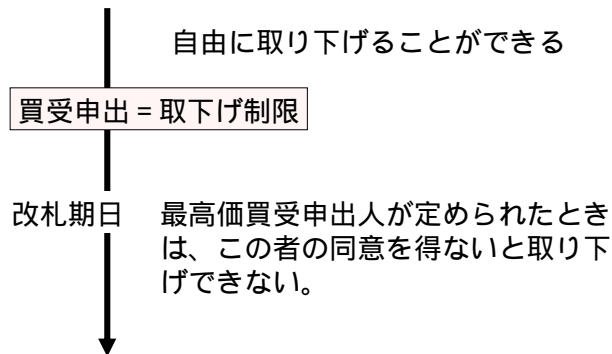 自由に取り下げることができる
買受申出 = 取下げ制限
改札期日
最高価買受申出人が定められたとき
は、この者の同意を得ないと取り下
げできない。